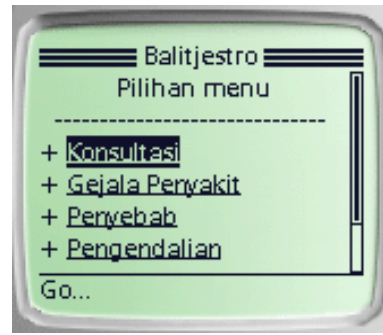 Balitjestro
Pilihan menu
------------------------------
+ Konsultasi
+ Gejala Penyakit
+ Penyebab
+ Pengendalian
Go...